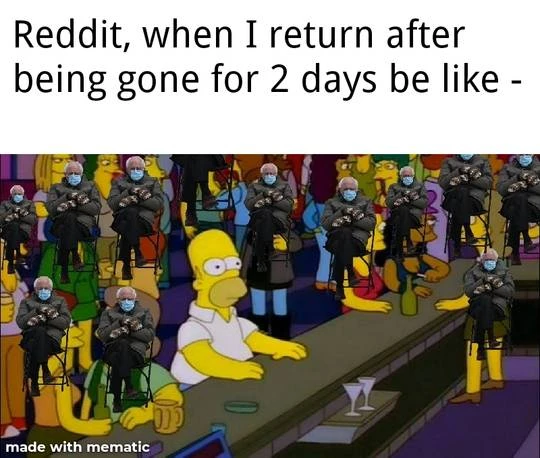 Reddit, when I return after
being gone for 2 days be like -
made with mematic